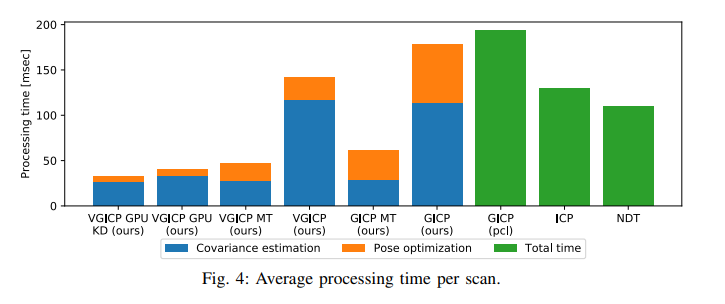 200
150
100
50
0
Processing time [msec]
VGICP GPU VGICP GPU VGICP MT VGICP GICP MT GICP GICP ICP NDT
KD (ours) (ours) (ours) (ours) (ours) (ours) (pcl)
Covariance estimation Pose optimization Total time
Fig. 4: Average processing time per scan.